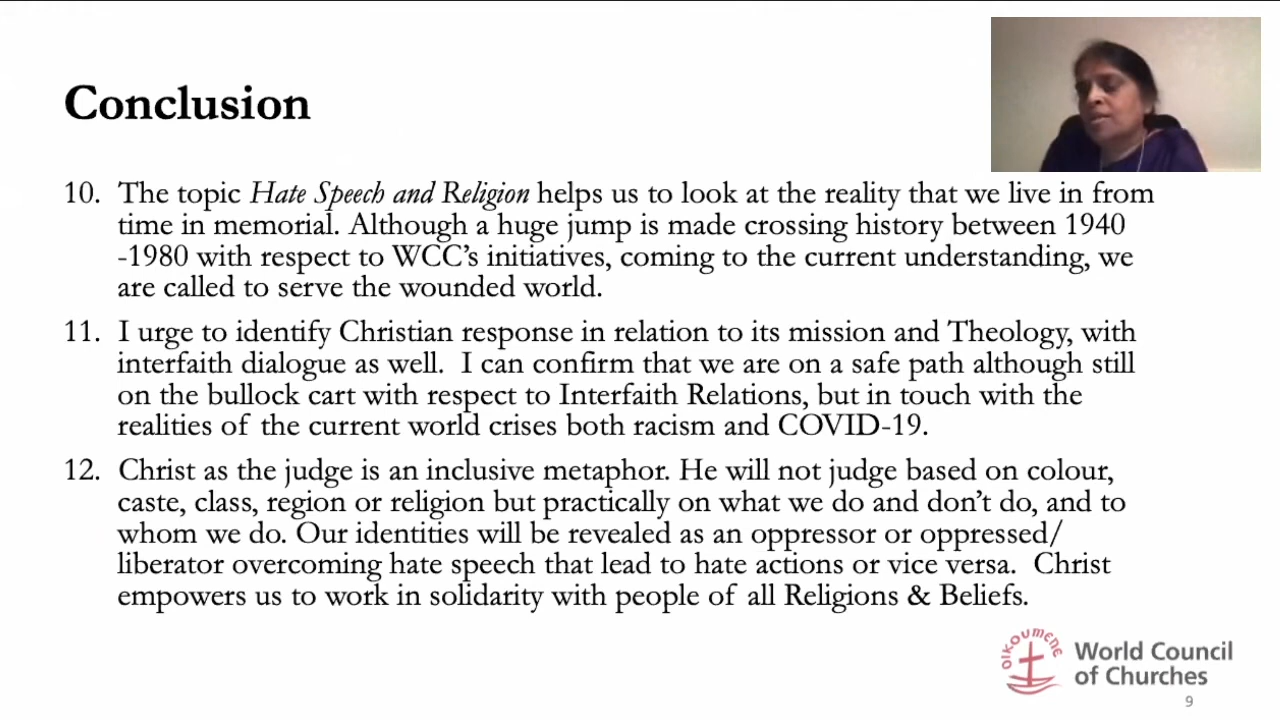 Conclusion
10. The topic Hate Speech and Religion helps us to look at the reality that we live in from
time in memorial. Although a huge jump is made crossing history between 1940
-1980 with respect to WCC's initiatives, coming to the current understanding, we
are called to serve the wounded world.
11. I urge to identify Christian response in relation to its mission and Theology, with
interfaith dialogue as well. I can confirm that we are on a safe path although still
on the bullock cart with respect to Interfaith Relations, but in touch with the
realities of the current world crises both racism and COVID-19.
12. Christ as the judge is an inclusive metaphor. He will not judge based on colour,
caste, class, region or religion but practically on what we do and don't do, and to
whom we do. Our identities will be revealed as an oppressor or oppressed/
liberator overcoming hate speech that lead to hate actions or vice versa. Christ
empowers us to work in solidarity with people of all Religions & Beliefs.
OIKOUMENE
World Council
of Churches
9